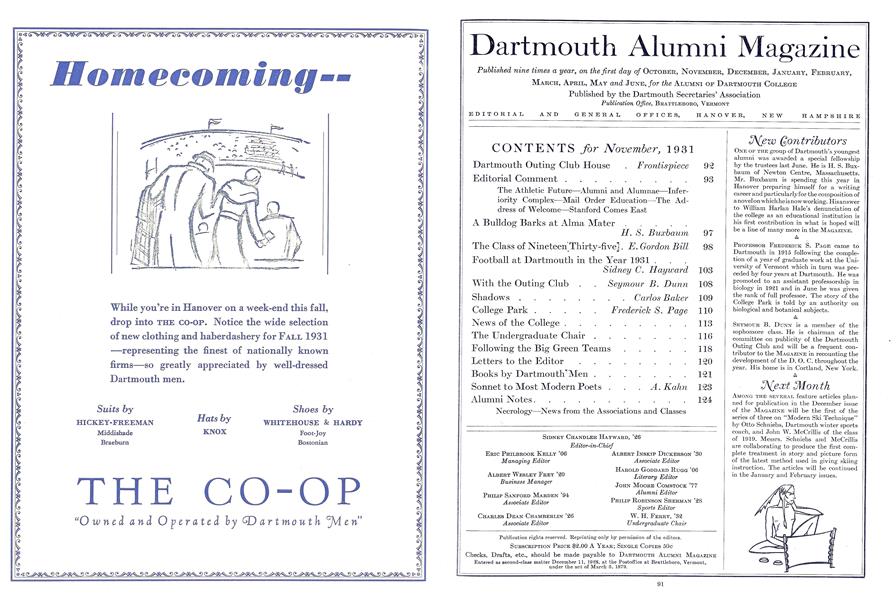 Homecoming--
While you're in Hanover on a week-end this fall,
drop into THE CO-OP. Notice the wide selection
of new clothing and haberdashery for FALL 1931
—representing the finest of nationally known
firms—so greatly appreciated by well-dressed
Dartmouth men.
Suits by
HICKEY-FREEMAN
Middishade
Braeburn
Hats by
KNOX
Shoes by
WHITEHOUSE & HARDY
Foot-Joy
Bostonian
THE CO-OP
"Owned and Operated by Dartmouth Men"
Dartmouth Alumni Magazine
Published nine times a year, on the first day of OCTOBER, NOVEMBER, DECEMBER, JANUARY, FEBRUARY,
MARCH, APRIL, MAY and JUNE, for the ALUMNI OF DARTMOUTH COLLEGE
Published by the Dartmouth Secretaries' Association
Publication Office, BRATTLEBORO, VERMONT
EDITORIAL AND GENERAL OFFICES, HANOVER, NEW HAMPSHIRE
CONTENTS for November, 1931
Dartmouth Outing Club House . Frontispiece 92
Editorial Comment . . . . 93
The Athletic Future—Alumni and Alumnae—Infer-
iority Complex—Mail Order Education—The Ad-
dress of Welcome—Stanford Comes East
A Bulldog Barks at Alma Mater . . .
H. S. Buxbaum 97
The Class of Nineteen[Thirty-five]. E. Gordon Bill 98
Football at Dartmouth in the Year 1931 . . .
Sidney C. Hayward 103
With the Outing Club . . Seymour B. Dunn 108
Shadows . . . . Carlos Baker 109
College Park . . . Frederick S. Page 110
News of the College . . . . 113
The Undergraduate Chair . . . . 116
Following the Big Green Teams . . . 118
Letters to the Editor . . . . 120
Books by Dartmouth Men . . . . 121
Sonnet to Most Modern Poets . . . A. Kahn 123
Alumni Notes . . . . 124
Necrology—News from the Associations and Classes
SIDNEY CHANDLER HAYWARD, '26
Editor-in-Chief
ERIC PHILBROOK KELLY '06
Managing Editor
ALBERT WESLEY FREY '20
Business Manager
PHILIP SANFORD MARDEN '94
Associate Editor
CHARLES DEAN CHAMBERLIN '26
Associate Editor
ALBERT INSKIP DICKERSON '30
Associate Editor
HAROLD GODDARD RUGG '06
Literary Editor
JOHN MOORE COMSTOCK '77
Alumni Editor
PHILIP ROBINSON SHERMAN '28
Sports Editor
W. H. FERRY, '32
Undergraduate Chair
Publication rights reserved. Reprinting only by permission of the editors.
SUBSCRIPTION PRICE $2.00 A YEAR; SINGLE COPIES 50c
Checks, Drafts, etc., should be made payable to DARTMOUTH ALUMNI MAGAZINE
Entered as second-class matter December 11, 1928, at the Postoffice at Brattleboro, Vermont,
under the act of March 3, 1879.
New Contributors
ONE OF THE group of Dartmouth's youngest
alumni was awarded a special fellowship
by the trustees last June. He is H. S. Bux-
baum of Newton Centre, Massachusetts.
Mr. Buxbaum is spending this year in
Hanover preparing himself for a writing
career and particularly for the composition of
a novel on which he is now working. His answer
to William Harlan Hale's denunciation of
the college as an educational institution is
his first contribution in what is hoped will
be a line of many more in the MAGAZINE.
PROFESSOR FREDERICK S. PAGE came to
Dartmouth in 1915 following the comple-
tion of a year of graduate work at the Uni-
versity of Vermont which in turn was pre-
ceded by four years at Dartmouth. He was
promoted to an assistant professorship in
biology in 1921 and in June he was given
the rank of full professor. The story of the
College Park is told by an authority on
biological and botanical subjects.
SEYMOUR B. DUNN is a member of the
sophomore class. He is chairman of the
committee on publicity of the Dartmouth
Outing Club and will be a frequent con-
tributor to the MAGAZINE in recounting the
development of the D. O. C. throughout the
year. His home is in Cortland, New York.
Next Month
AMONG THE SEVERAL feature articles plan-
ned for publication in the December issue
of the MAGAZINE will be the first of the
series of three on "Modern Ski Technique"
by Otto Schniebs, Dartmouth winter sports
coach, and John W. McCrillis of the class
of 1919. Messrs. Schniebs and McCrillis
are collaborating to produce the first com-
plete treatment in story and picture form
of the latest method used in giving skiing
instruction. The articles will be continued
in the January and February issues.
91